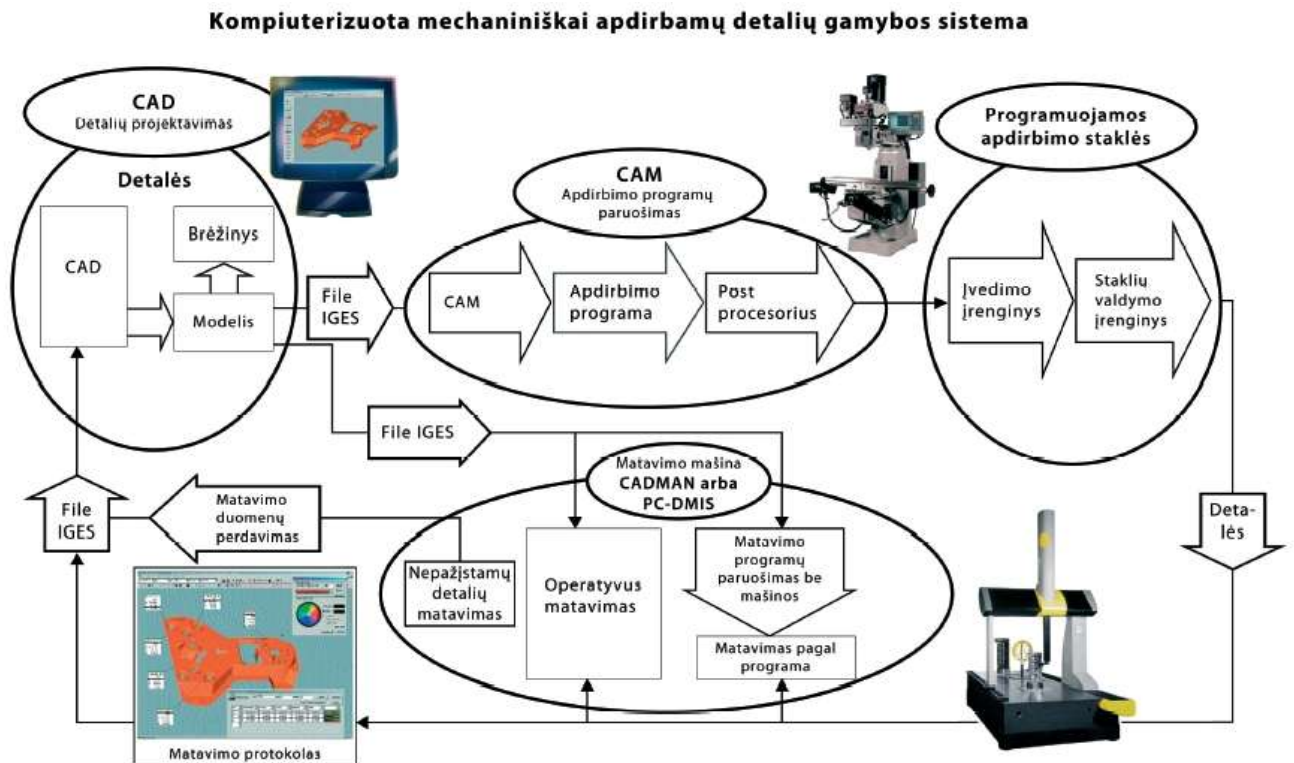 Kompiuterizuota mechaniniškai apdirbamų detalių gamybos sistema
CAD
Detalių projektavimas
Detalės
CAD
Brėžinys
Modelis
File
IGES
CAM
Apdirbimo programų
paruošimas
CAM
Apdirbimo
programa
Post
procesorius
Programuojamos
apdirbimo staklės
Įvedimo
įrenginys
Staklių
valdymo
įrenginys
File IGES
File
IGES
Matavimo
duomenų
perdavimas
Matavimo mašina
CADMAN arba
PC-DMIS
Nepažįstamų
detalių
matavimas
Operatyvus
matavimas
Matavimo
programų
paruošimas be
mašinos
Matavimas pagal
programa
Deta-
lės
Matavimo protokolas